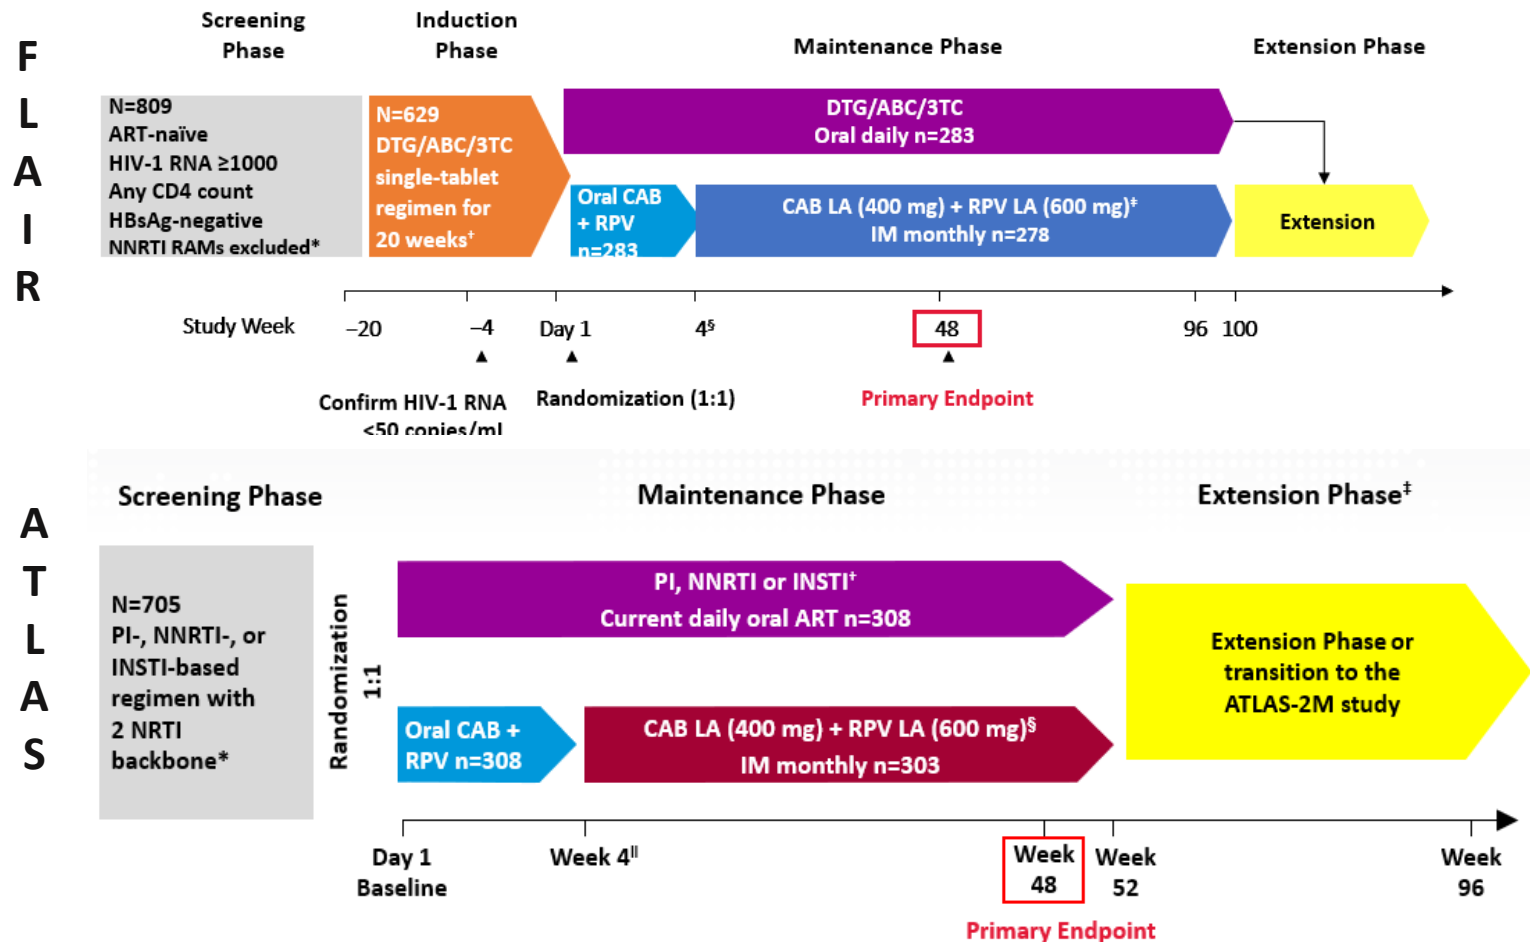 FLAIR
Screening
Phase
Induction
Phase
Maintenance Phase
Extension Phase
N=809
ART-naïve
HIV-1 RNA ≥1000
Any CD4 count
HBsAg-negative
NNRTI RAMs excluded*
N=629
DTG/ABC/3TC
single-tablet
regimen for
20 weeks†
DTG/ABC/3TC
Oral daily n=283
Oral CAB
+ RPV
n=283
CAB LA (400 mg) + RPV LA (600 mg)‡
IM monthly n=278
Extension
Study Week
−20
−4
Day 1
4§
48
96
100
Confirm HIV-1 RNA
<50 copies/ml
Randomization (1:1)
Primary Endpoint
ATLAS
Screening Phase
Maintenance Phase
Extension Phase‡
N=705
PI-, NNRTI-, or
INSTI-based
regimen with
2 NRTI
backbone*
Randomization
1:1
PI, NNRTI or INSTI†
Current daily oral ART n=308
Oral CAB +
RPV n=308
CAB LA (400 mg) + RPV LA (600 mg)§
IM monthly n=303
Extension Phase or
transition to the
ATLAS-2M study
Day 1
Baseline
Week 4‖
Week
48
Week
52
Week
96
Primary Endpoint